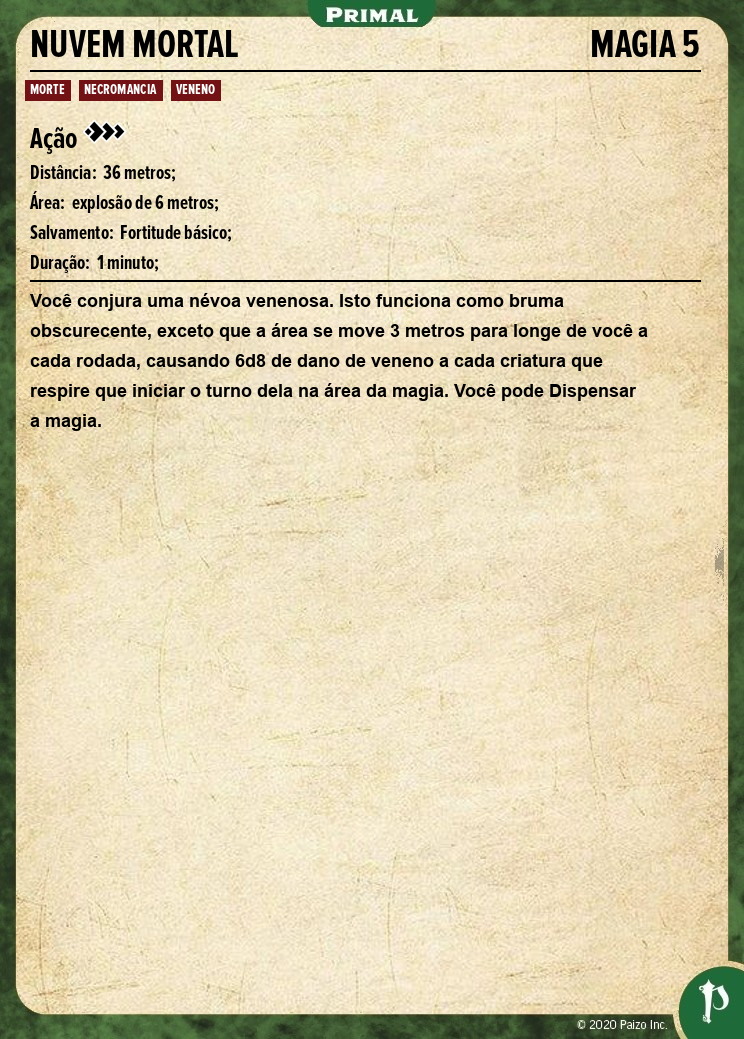 PRIMAL
NUVEM MORTAL MAGIA 5
MORTE NECROMANCIA VENENO
Ação
Distância: 36 metros;
Área: explosão de 6 metros;
Salvamento: Fortitude básico;
Duração: 1 minuto;
Você conjura uma névoa venenosa. Isto funciona como bruma
obscurecente, exceto que a área se move 3 metros para longe de você a
cada rodada, causando 6d8 de dano de veneno a cada criatura que
respire que iniciar o turno dela na área da magia. Você pode Dispensar
a magia.
© 2020 Paizo Inc.